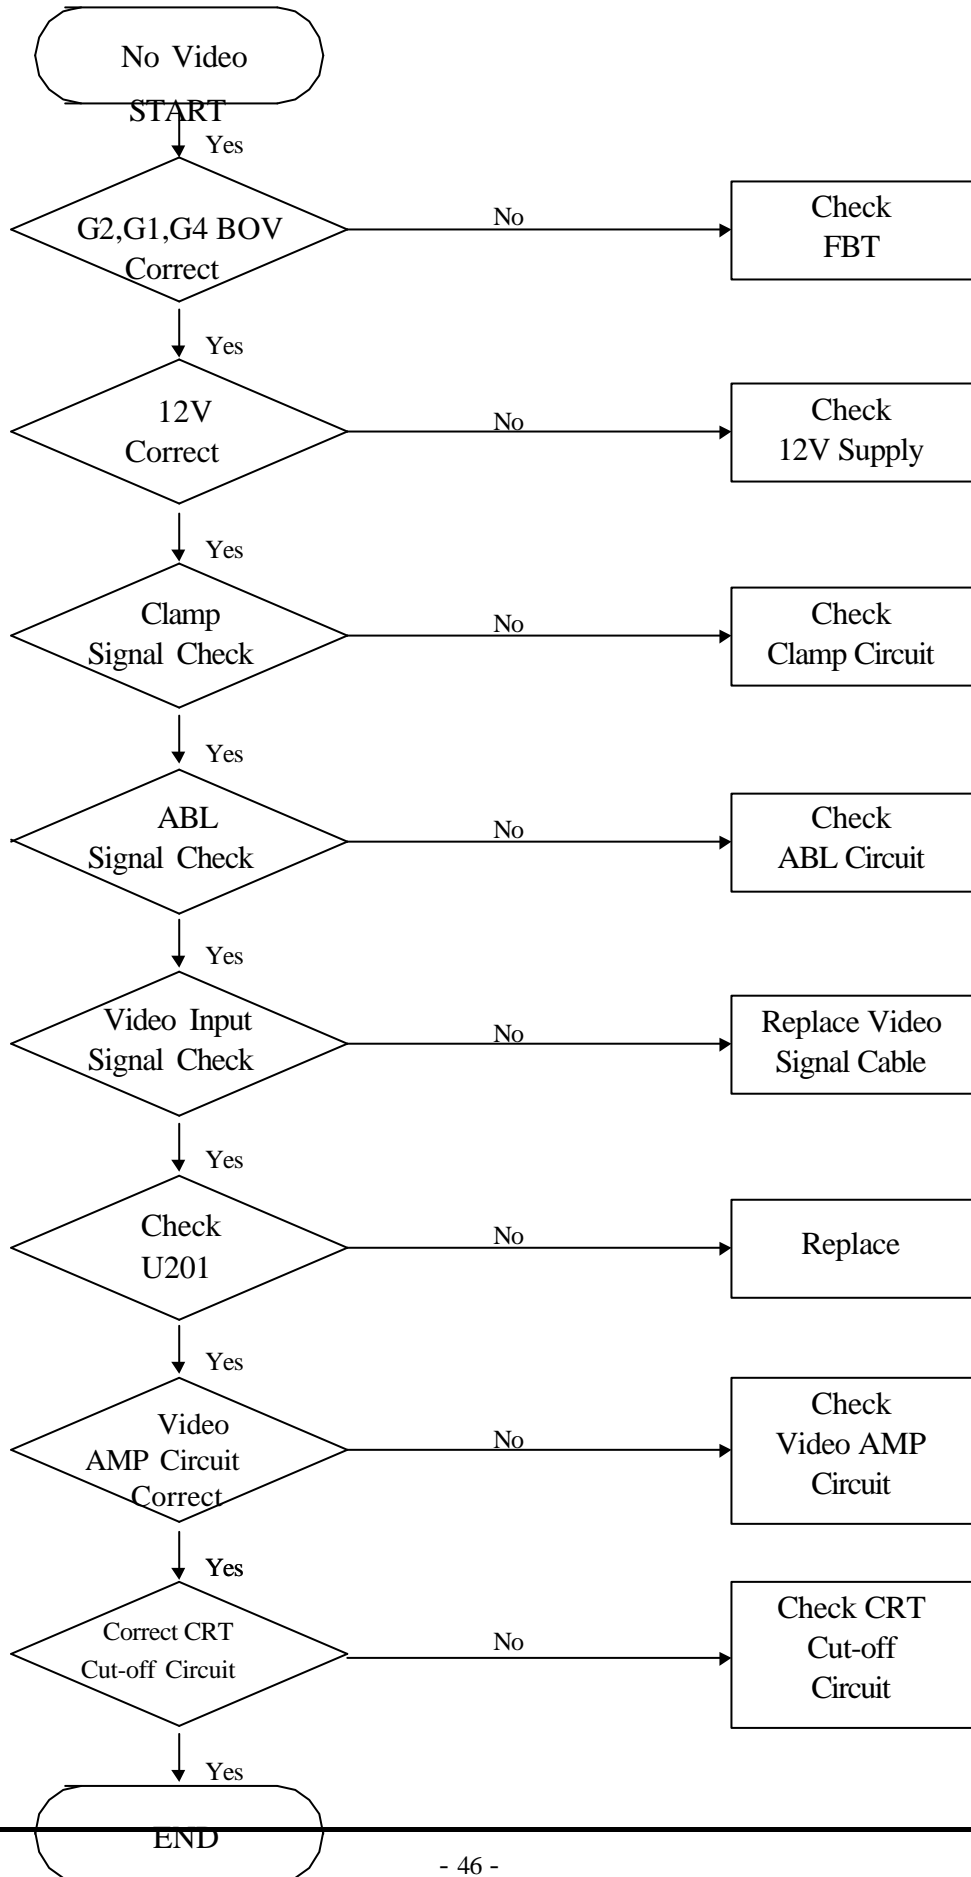 No Video
START
Yes
G2,G1,G4 BOV
Correct
No
Check
FBT
Yes
12V
Correct
No
Check
12V Supply
Yes
Clamp
Signal Check
No
Check
Clamp Circuit
Yes
ABL
Signal Check
No
Check
ABL Circuit
Yes
Video Input
Signal Check
No
Replace Video
Signal Cable
Yes
Check
U201
No
Replace
Yes
Video
AMP Circuit
Correct
No
Check
Video AMP
Circuit
Yes
Correct CRT
Cut-off Circuit
No
Check CRT
Cut-off
Circuit
Yes
END
- 46 -